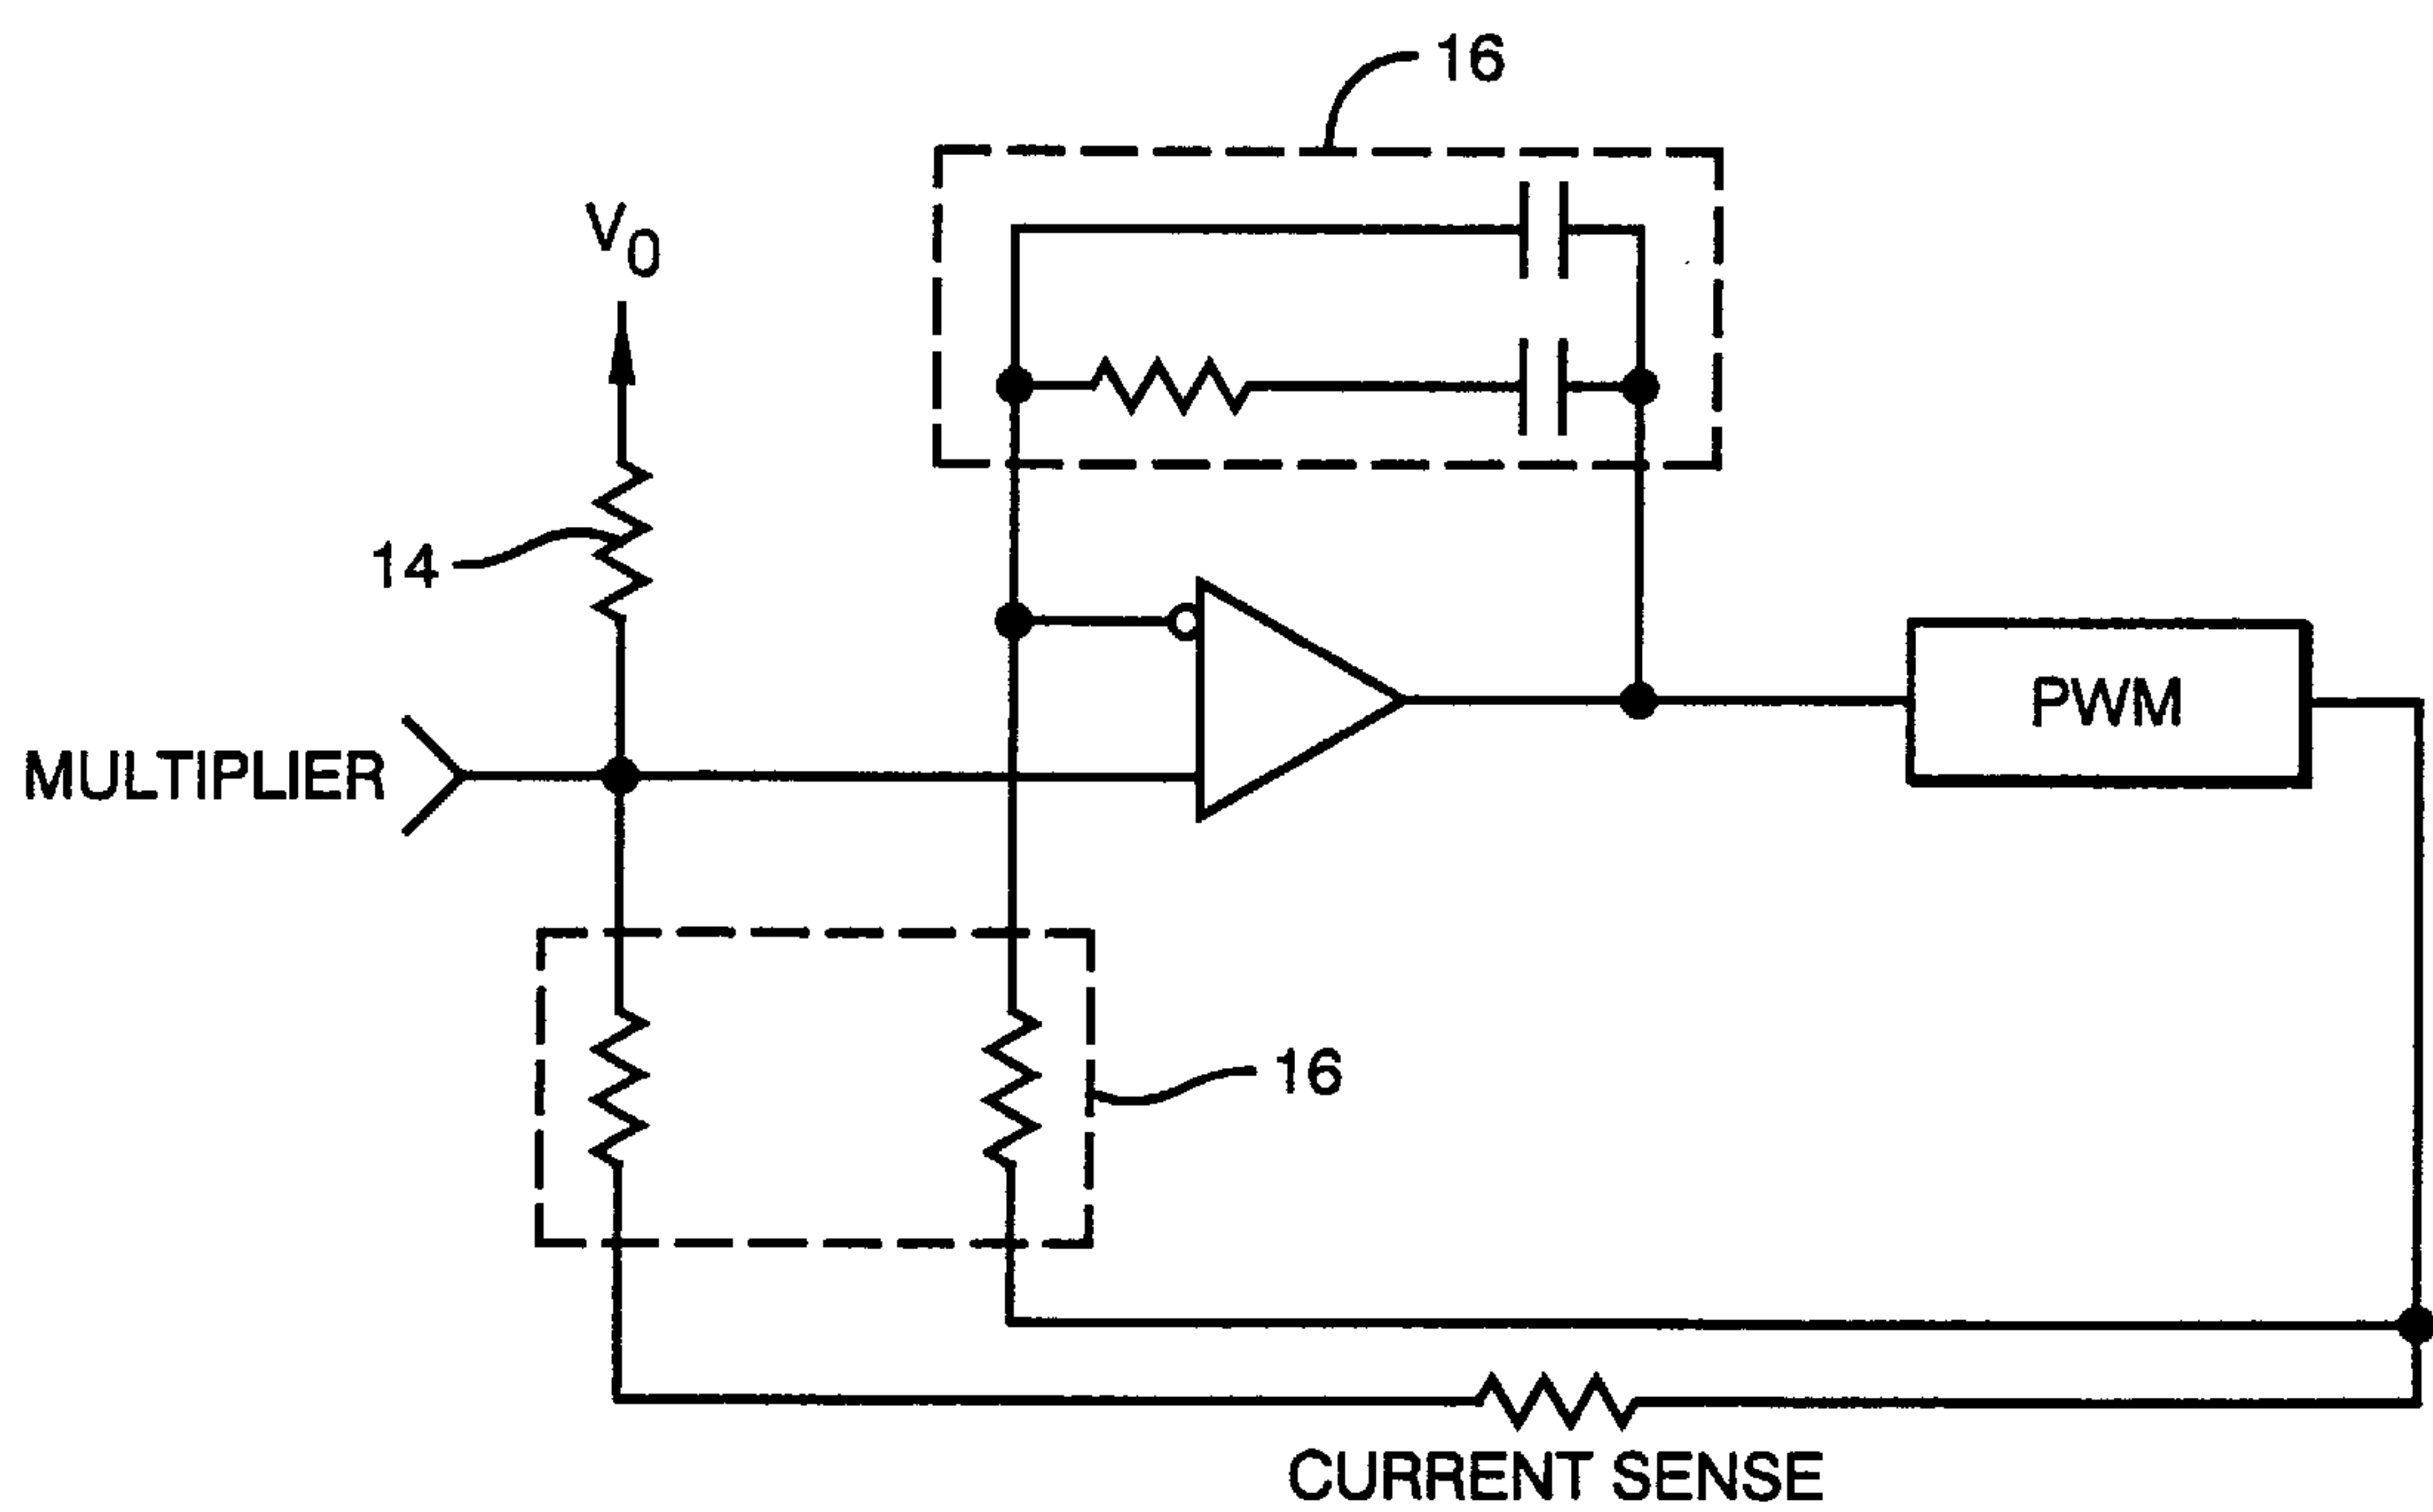 16
V0
14
PWM
MULTIPLIER
16
CURRENT SENSE